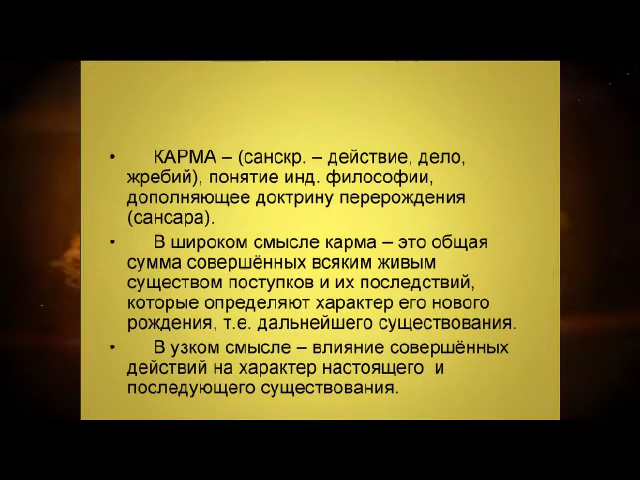 • КАРМА – (санскр. – действие, дело,
жребий), понятие инд. философии,
дополняющее доктрину перерождения
(сансара).
• В широком смысле карма – это общая
сумма совершённых всяким живым
существом поступков и их последствий,
которые определяют характер его нового
рождения, т.е. дальнейшего существования.
• В узком смысле – влияние совершённых
действий на характер настоящего и
последующего существования.